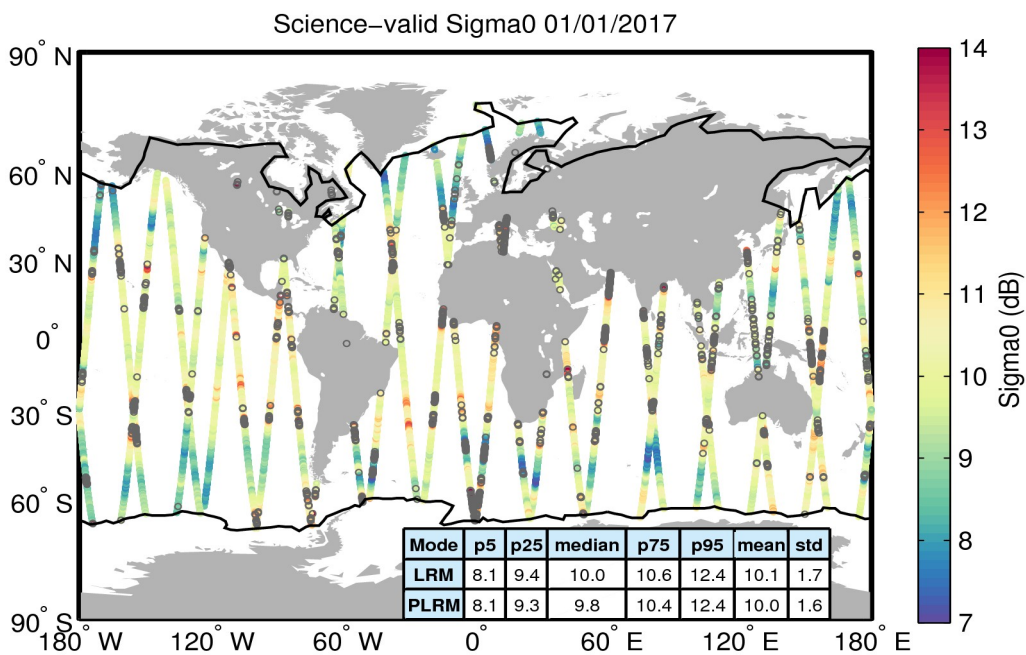 Science−valid Sigma0 01/01/2017
90° N
60° N
30° N
0°
30° S
60° S
90° S
180° W 120° W 60° W 0° 60° E 120° E 180° E
14
13
12
11
10
9
8
7
Sigma0 (dB)
Mode p5 p25 median p75 p95 mean std
LRM 8.1 9.4 10.0 10.6 12.4 10.1 1.7
PLRM 8.1 9.3 9.8 10.4 12.4 10.0 1.6